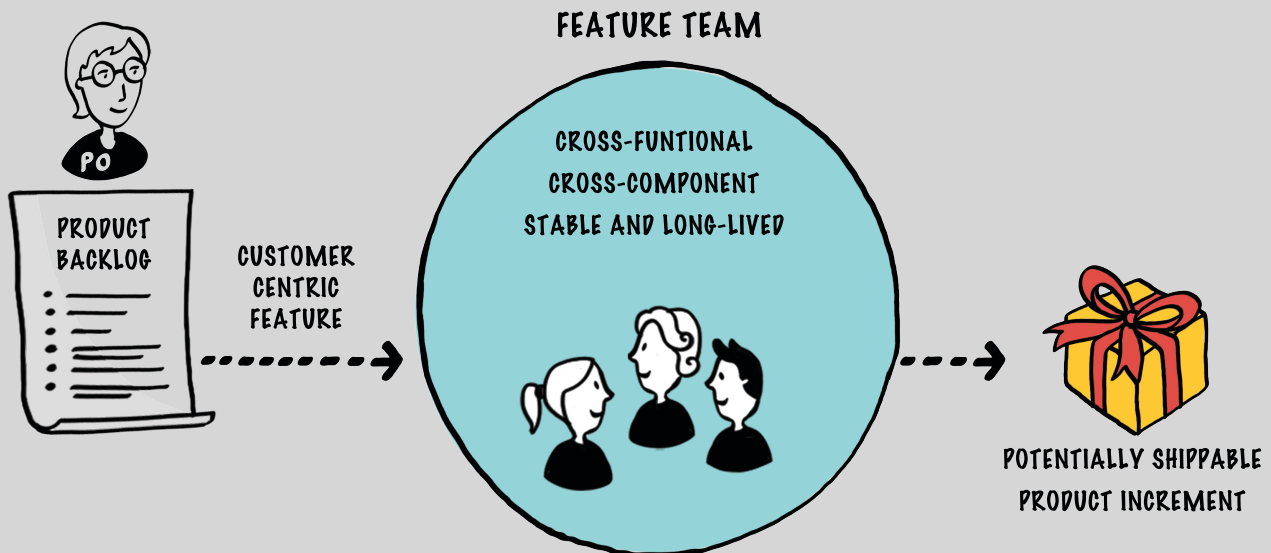 FEATURE TEAM
PO
PRODUCT
BACKLOG
CUSTOMER
CENTRIC
FEATURE
CROSS-FUNTIONAL
CROSS-COMPONENT
STABLE AND LONG-LIVED
POTENTIALLY SHIPPABLE
PRODUCT INCREMENT